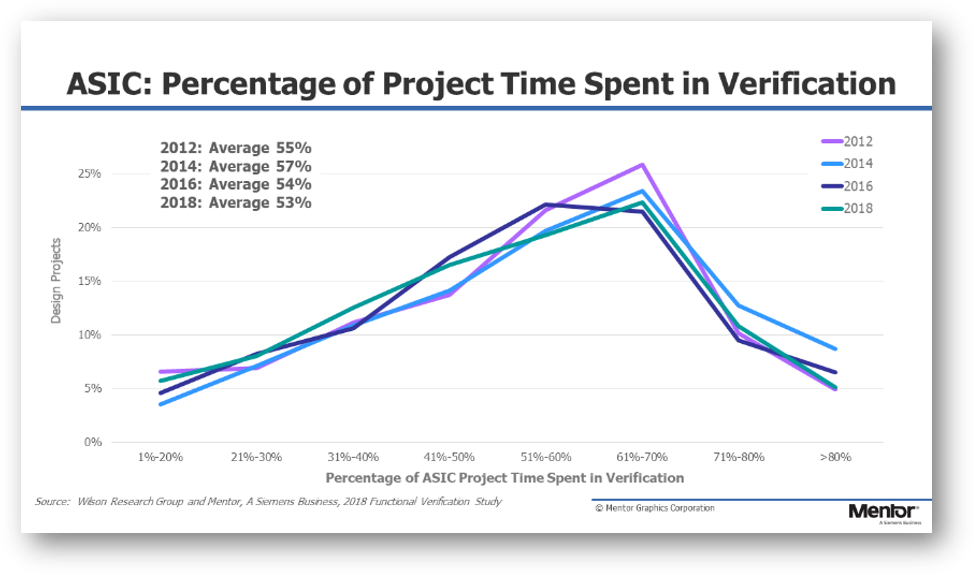 ASIC: Percentage of Project Time Spent in Verification
2012: Average 55%
2014: Average 57%
2016: Average 54%
2018: Average 53%
2012
2014
2016
2018
25%
20%
15%
10%
5%
0%
Design Projects
1%-20% 21%-30% 31%-40% 41%-50% 51%-60% 61%-70% 71%-80% >80%
Percentage of ASIC Project Time Spent in Verification
Source: Wilson Research Group and Mentor, A Siemens Business, 2018 Functional Verification Study
© Mentor Graphics Corporation
Mentor®
A Siemens Business